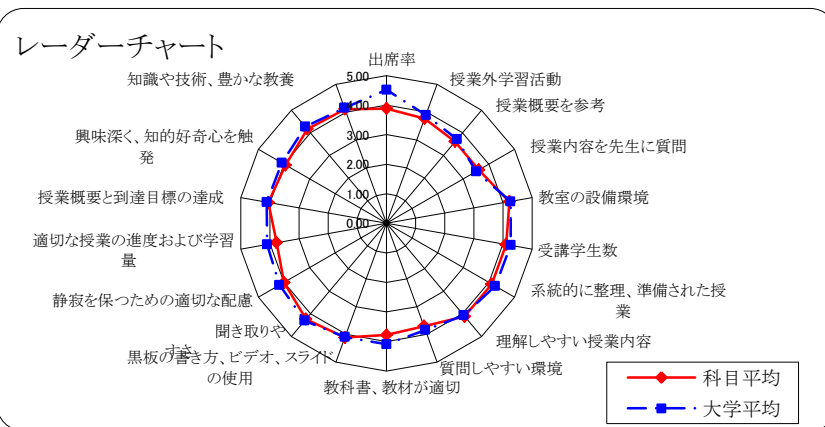 レーダーチャート
出席率
授業外学習活動
授業概要を参考
授業内容を先生に質問
教室の設備環境
受講学生数
系統的に整理、準備された授
業
理解しやすい授業内容
質問しやすい環境
教科書、教材が適切
黒板の書き方、ビデオ、スライド
の使用
聞き取りや
すさ
静寂を保つための適切な配慮
適切な授業の進度および学習
量
授業概要と到達目標の達成
興味深く、知的好奇心を触
発
知識や技術、豊かな教養
5.00
4.00
3.00
2.00
1.00
0.00
科目平均
大学平均